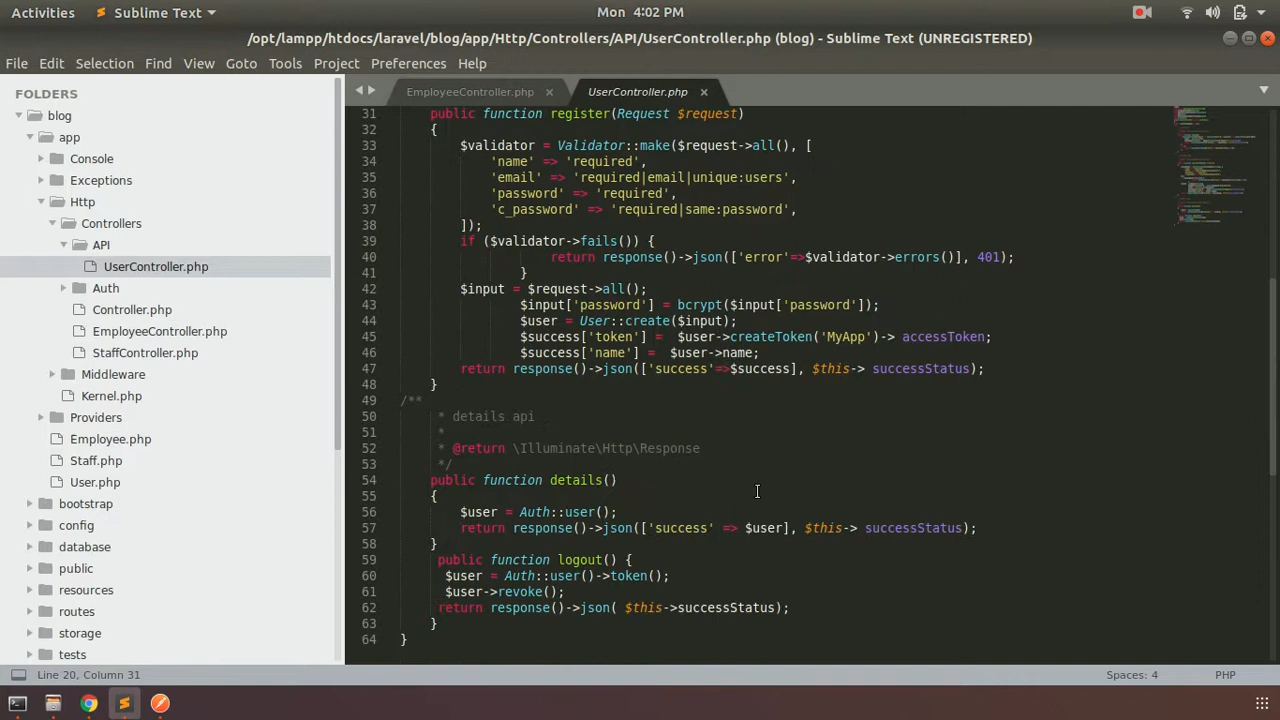 Activities Sublime Text Mon 4:02 PM
/opt/lampp/htdocs/laravel/blog/app/Http/Controllers/API/UserController.php (blog) - Sublime Text (UNREGISTERED)
File Edit Selection Find View Goto Tools Project Preferences Help
FOLDERS
blog
app
Console
Exceptions
Http
Controllers
API
UserController.php
Auth
Controller.php
EmployeeController.php
StaffController.php
Middleware
Kernel.php
Providers
Employee.php
Staff.php
User.php
bootstrap
config
database
public
resources
routes
storage
tests
EmployeeController.php UserController.php
31 public function register(Request $request)
32 {
33 $validator = Validator::make($request->all(), [
34 'name' => 'required',
35 'email' => 'required|email|unique:users',
36 'password' => 'required',
37 'c_password' => 'required|same:password',
38 ]);
39 if ($validator->fails()) {
40 return response()->json(['error'=>$validator->errors()], 401);
41 }
42 $input = $request->all();
43 $input['password'] = bcrypt($input['password']);
44 $user = User::create($input);
45 $success['token'] =  $user->createToken('MyApp')-> accessToken;
46 $success['name'] =  $user->name;
47 return response()->json(['success'=>$success], $this-> successStatus);
48 }
49 /**
50 * details api
51 *
52 * @return \Illuminate\Http\Response
53 */
54 public function details()
55 {
56 $user = Auth::user();
57 return response()->json(['success' => $user], $this-> successStatus);
58 }
59 public function logout() {
60 $user = Auth::user()->token();
61 $user->revoke();
62 return response()->json( $this->successStatus);
63 }
64 }
Line 20, Column 31 Spaces: 4 PHP